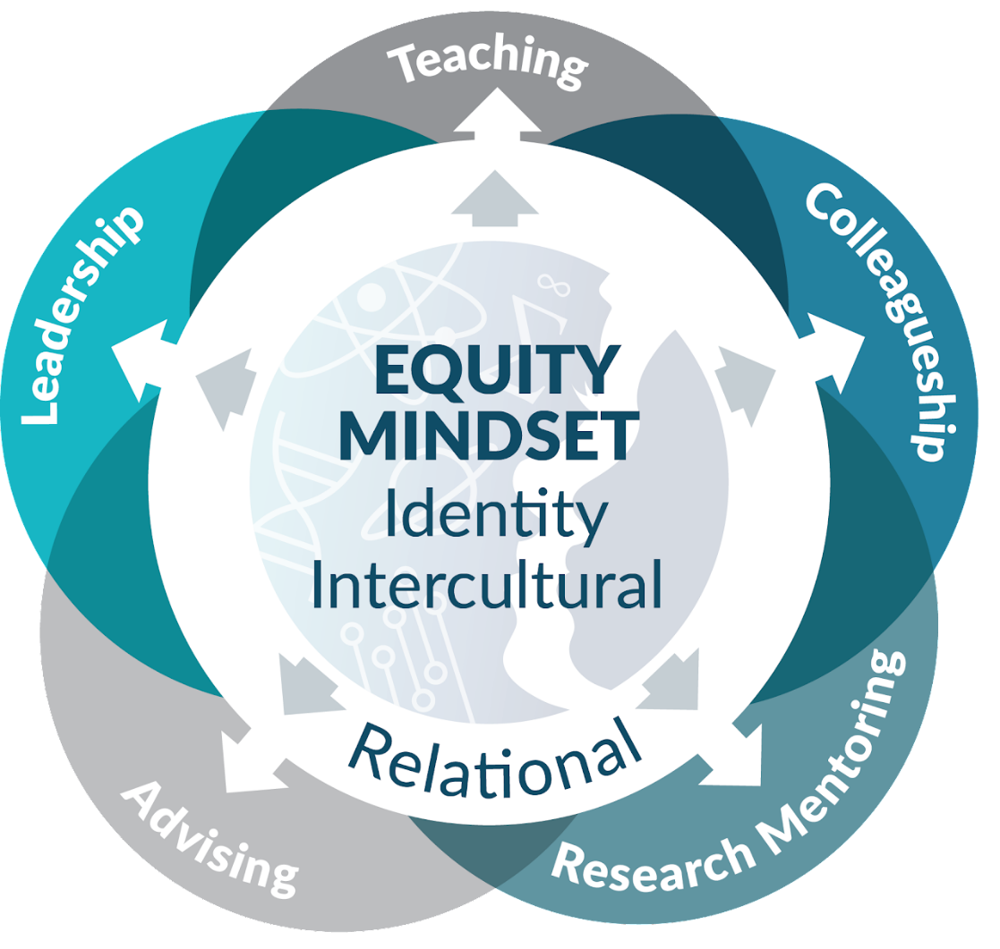 Teaching
Leadership
Colleagueship
∞
EQUITY
MINDSET
Identity
Intercultural
Relational
Advising
Research Mentoring